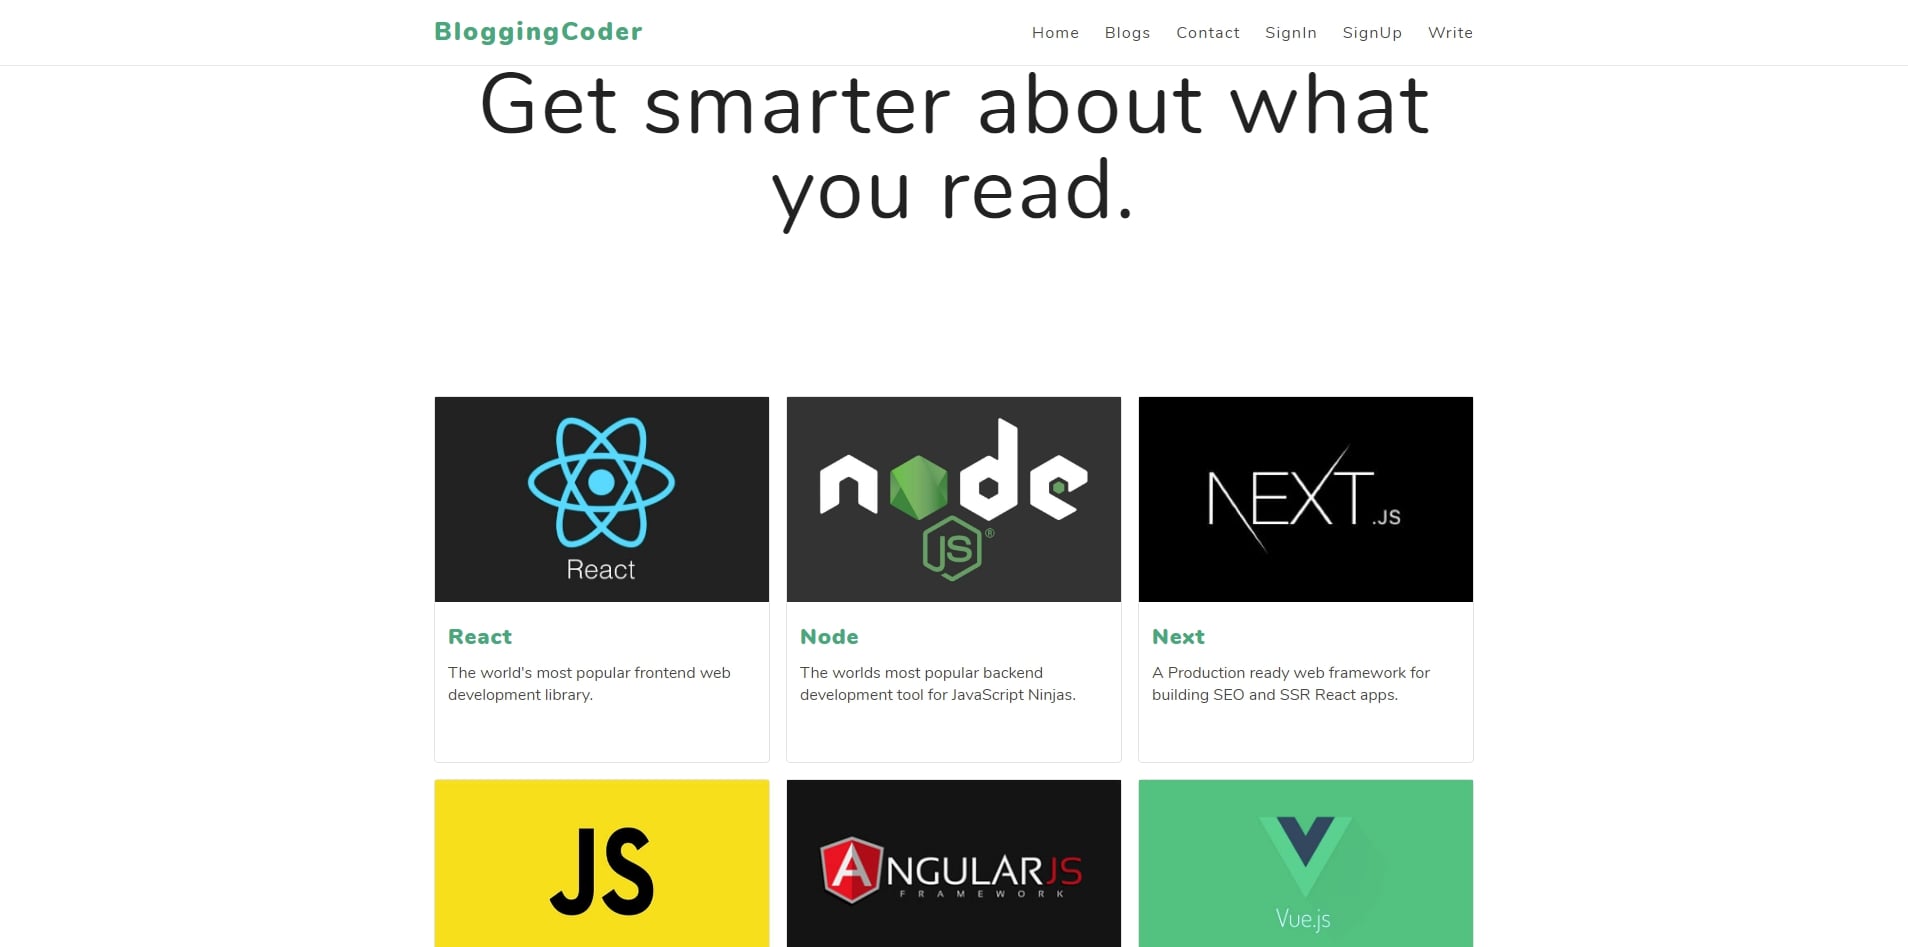 BloggingCoder
Home Blogs Contact SignIn SignUp Write
Get smarter about what
you read.
React
node
JS ®
NEXT.JS
React
The world's most popular frontend web
development library.
Node
The worlds most popular backend
development tool for JavaScript Ninjas.
Next
A Production ready web framework for
building SEO and SSR React apps.
JS
ANGULARJS
FRAMEWORK
Vue.js